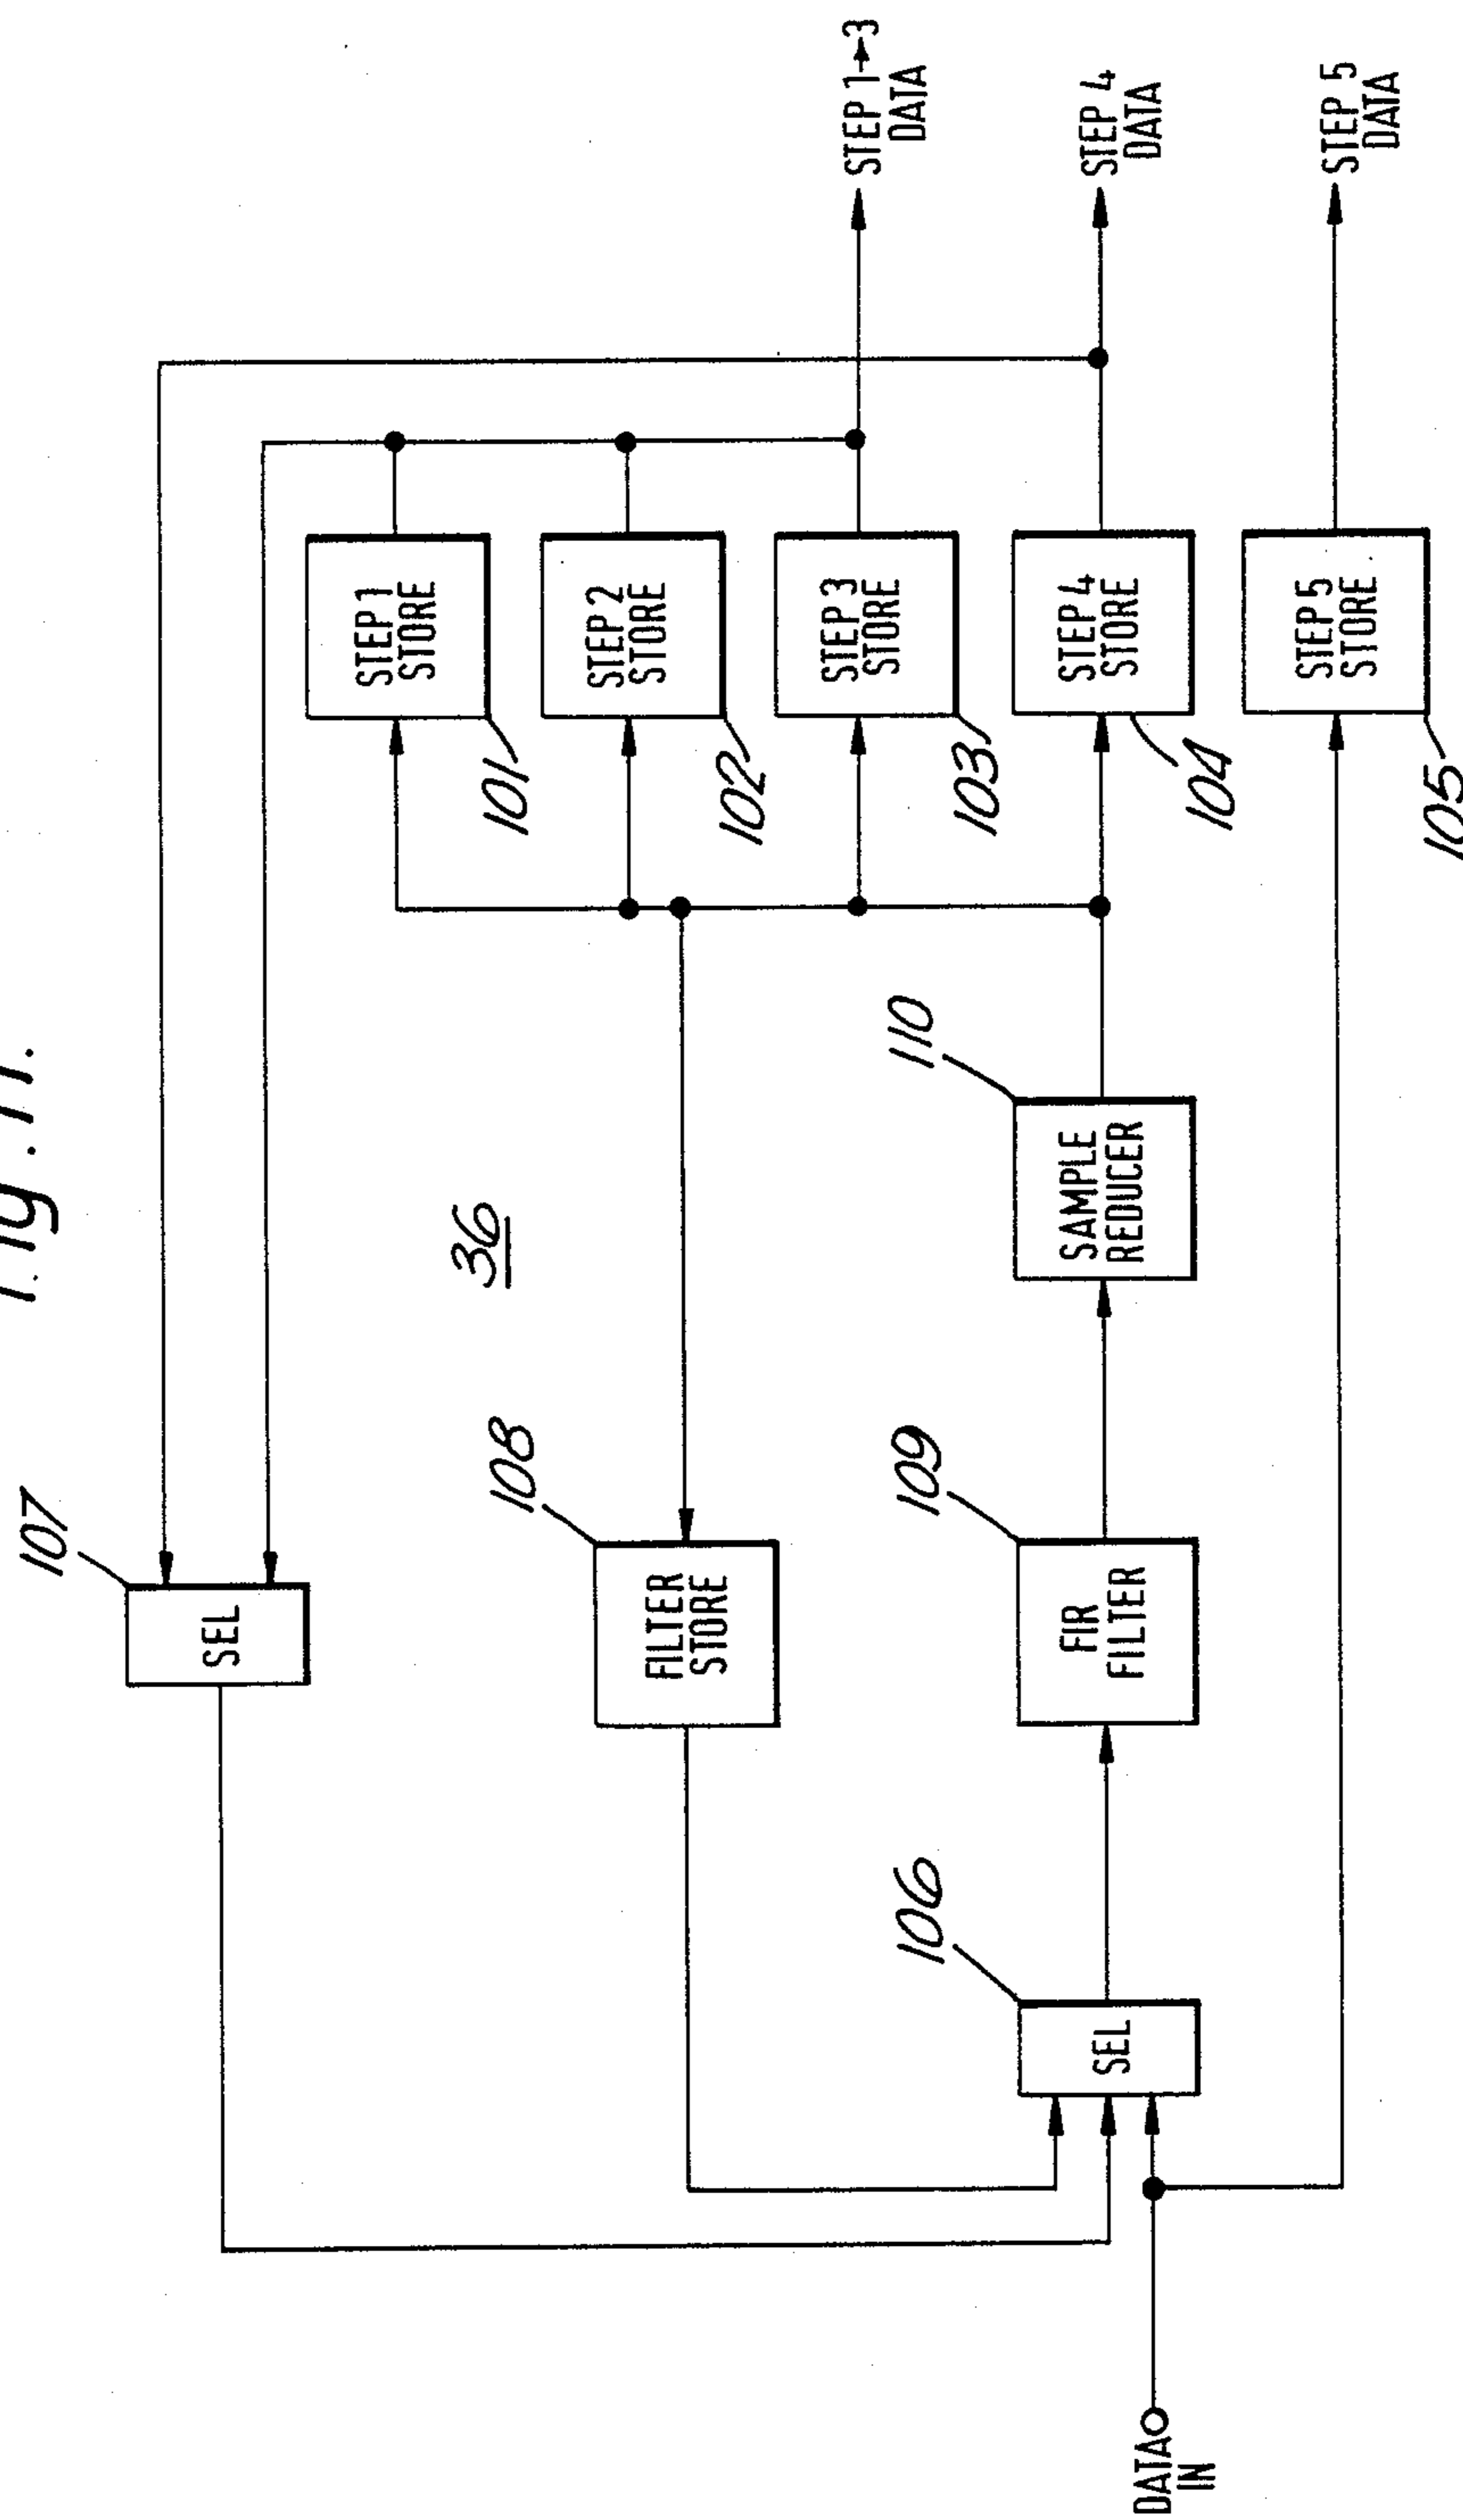 Fig. 11.
107
SEL
101
STEP 1
STORE
STEP 2
STORE
102
36
108
FILTER
STORE
STEP 3
STORE
103
STEP 1→3
DATA
106
SEL
109
FIR
FILTER
110
SAMPLE
REDUCER
STEP 4
STORE
104
STEP 4
DATA
DATA
IN
STEP 5
STORE
105
STEP 5
DATA